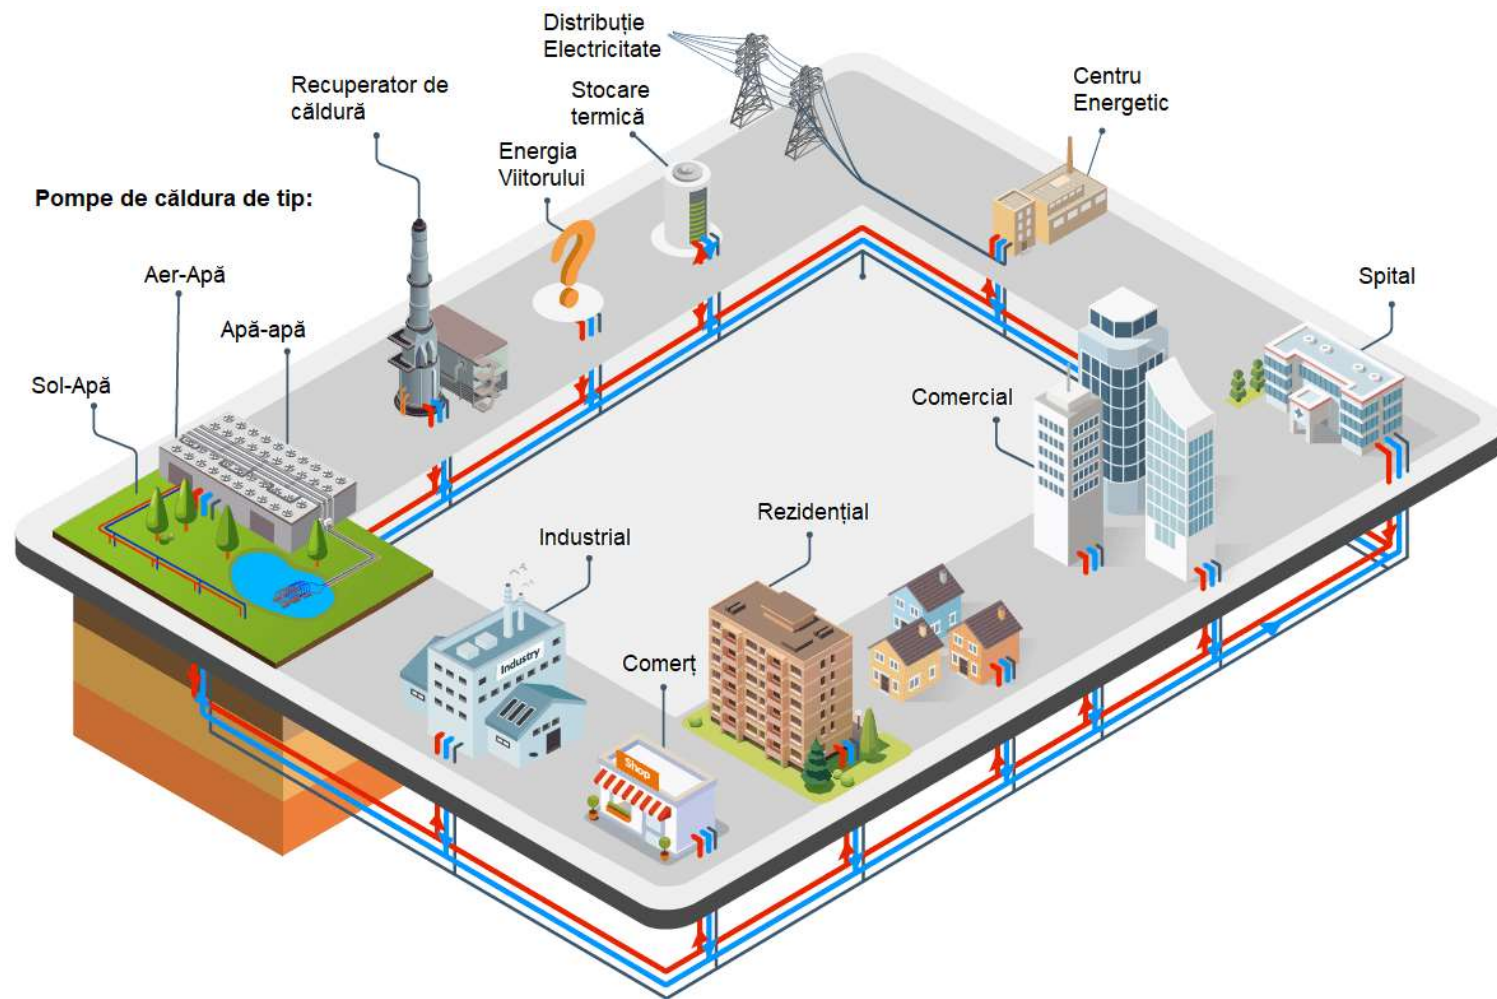 Distribuție
Electricitate
Recuperator de
căldură
Stocare
termică
Centru
Energetic
Energia
Viitorului
Pompe de căldura de tip:
Aer-Apă
Spital
Apă-apă
Sol-Apă
Comercial
Rezidențial
Industrial
Industry
Comerț
Shop